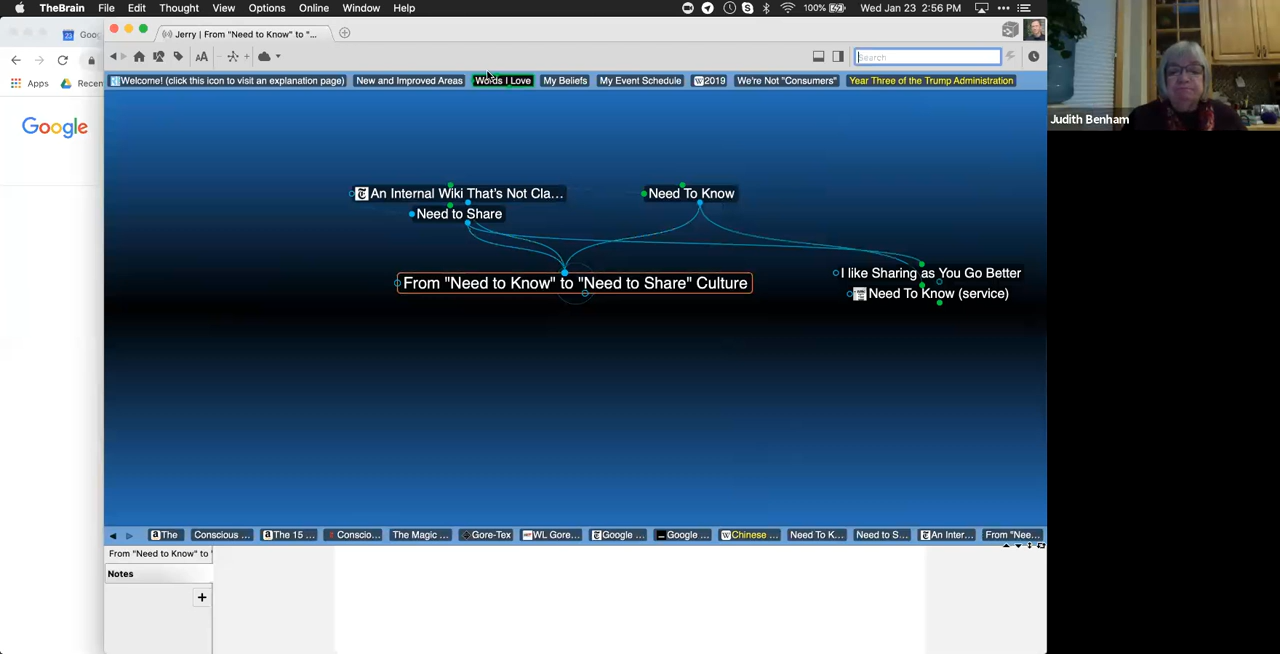 TheBrain File Edit Thought View Options Online Window Help
100% Wed Jan 23 2:56 PM
Goo
Jerry | From "Need to Know" to "...
AA
Search
Apps Recen
Welcome! (click this icon to visit an explanation page) New and Improved Areas Words I Love My Beliefs My Event Schedule 2019 We're Not "Consumers" Year Three of the Trump Administration
Google
Judith Benham
An Internal Wiki That's Not Cla...
Need To Know
Need to Share
From "Need to Know" to "Need to Share" Culture
I like Sharing as You Go Better
Need To Know (service)
The Conscious ... The 15 ... Conscio... The Magic ... Gore-Tex WL Gore... Google ... Google ... Chinese ... Need To K... Need to S... An Inter... From "Nee...
From "Need to Know" to '
Notes